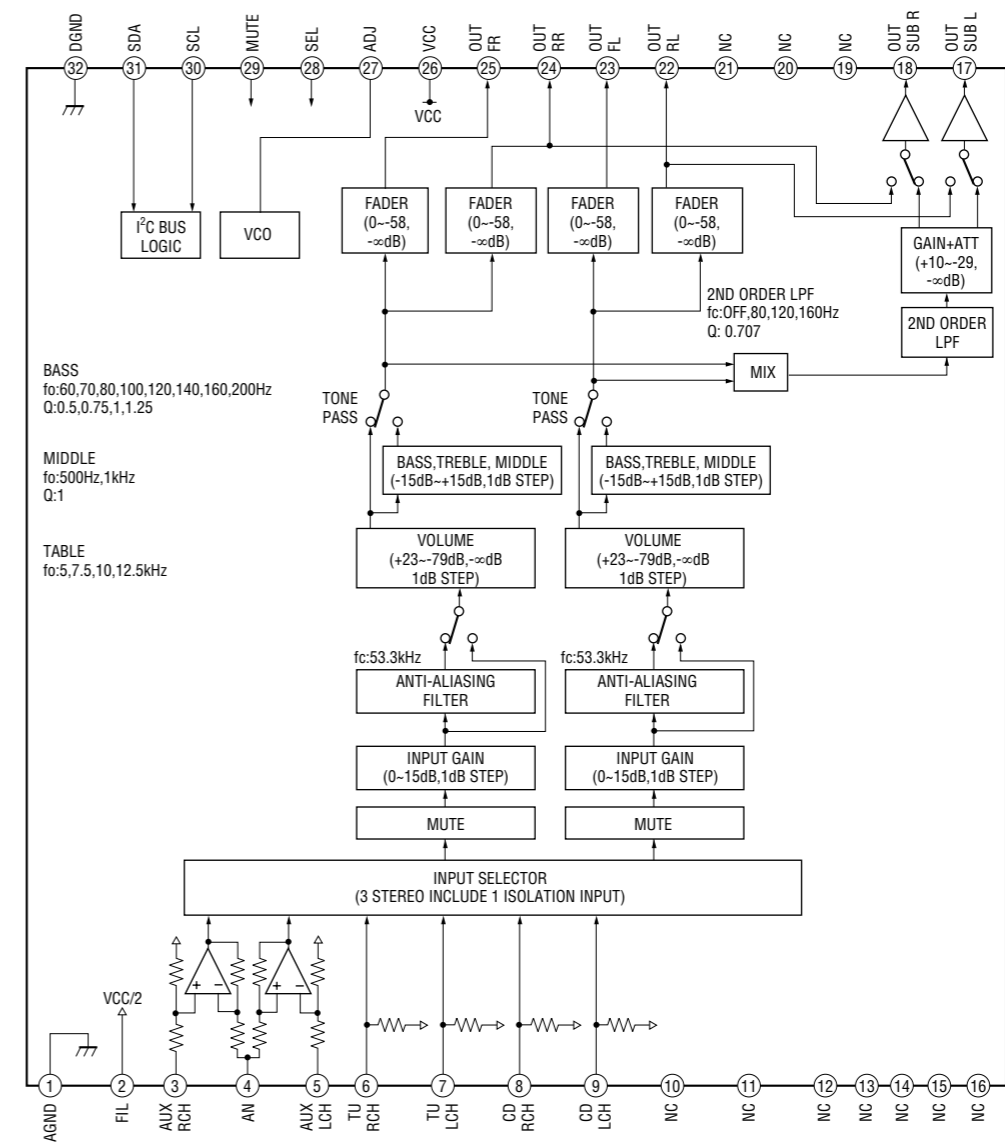 DGND
SDA
SCL
MUTE
SEL
ADJ
VCC
OUT
FR
OUT
RR
OUT
FL
OUT
RL
NC
NC
NC
OUT
SUB R
OUT
SUB L
32
31
30
29
28
27
26
25
24
23
22
21
20
19
18
17
VCC
I²C BUS
LOGIC
VCO
FADER
(0~-58,
-∞dB)
FADER
(0~-58,
-∞dB)
FADER
(0~-58,
-∞dB)
FADER
(0~-58,
-∞dB)
GAIN+ATT
(+10~-29,
-∞dB)
2ND ORDER LPF
fc:OFF,80,120,160Hz
Q: 0.707
2ND ORDER
LPF
MIX
BASS
fo:60,70,80,100,120,140,160,200Hz
Q:0.5,0.75,1,1.25
TONE
PASS
TONE
PASS
MIDDLE
fo:500Hz,1kHz
Q:1
BASS,TREBLE, MIDDLE
(-15dB~+15dB,1dB STEP)
BASS,TREBLE, MIDDLE
(-15dB~+15dB,1dB STEP)
TABLE
fo:5,7.5,10,12.5kHz
VOLUME
(+23~-79dB,-∞dB
1dB STEP)
VOLUME
(+23~-79dB,-∞dB
1dB STEP)
fc:53.3kHz
fc:53.3kHz
ANTI-ALIASING
FILTER
ANTI-ALIASING
FILTER
INPUT GAIN
(0~15dB,1dB STEP)
INPUT GAIN
(0~15dB,1dB STEP)
MUTE
MUTE
INPUT SELECTOR
(3 STEREO INCLUDE 1 ISOLATION INPUT)
+ −
+ −
VCC/2
1
2
3
4
5
6
7
8
9
10
11
12
13
14
15
16
AGND
FIL
AUX
RCH
AN
AUX
LCH
TU
RCH
TU
LCH
CD
RCH
CD
LCH
NC
NC
NC
NC
NC
NC
NC